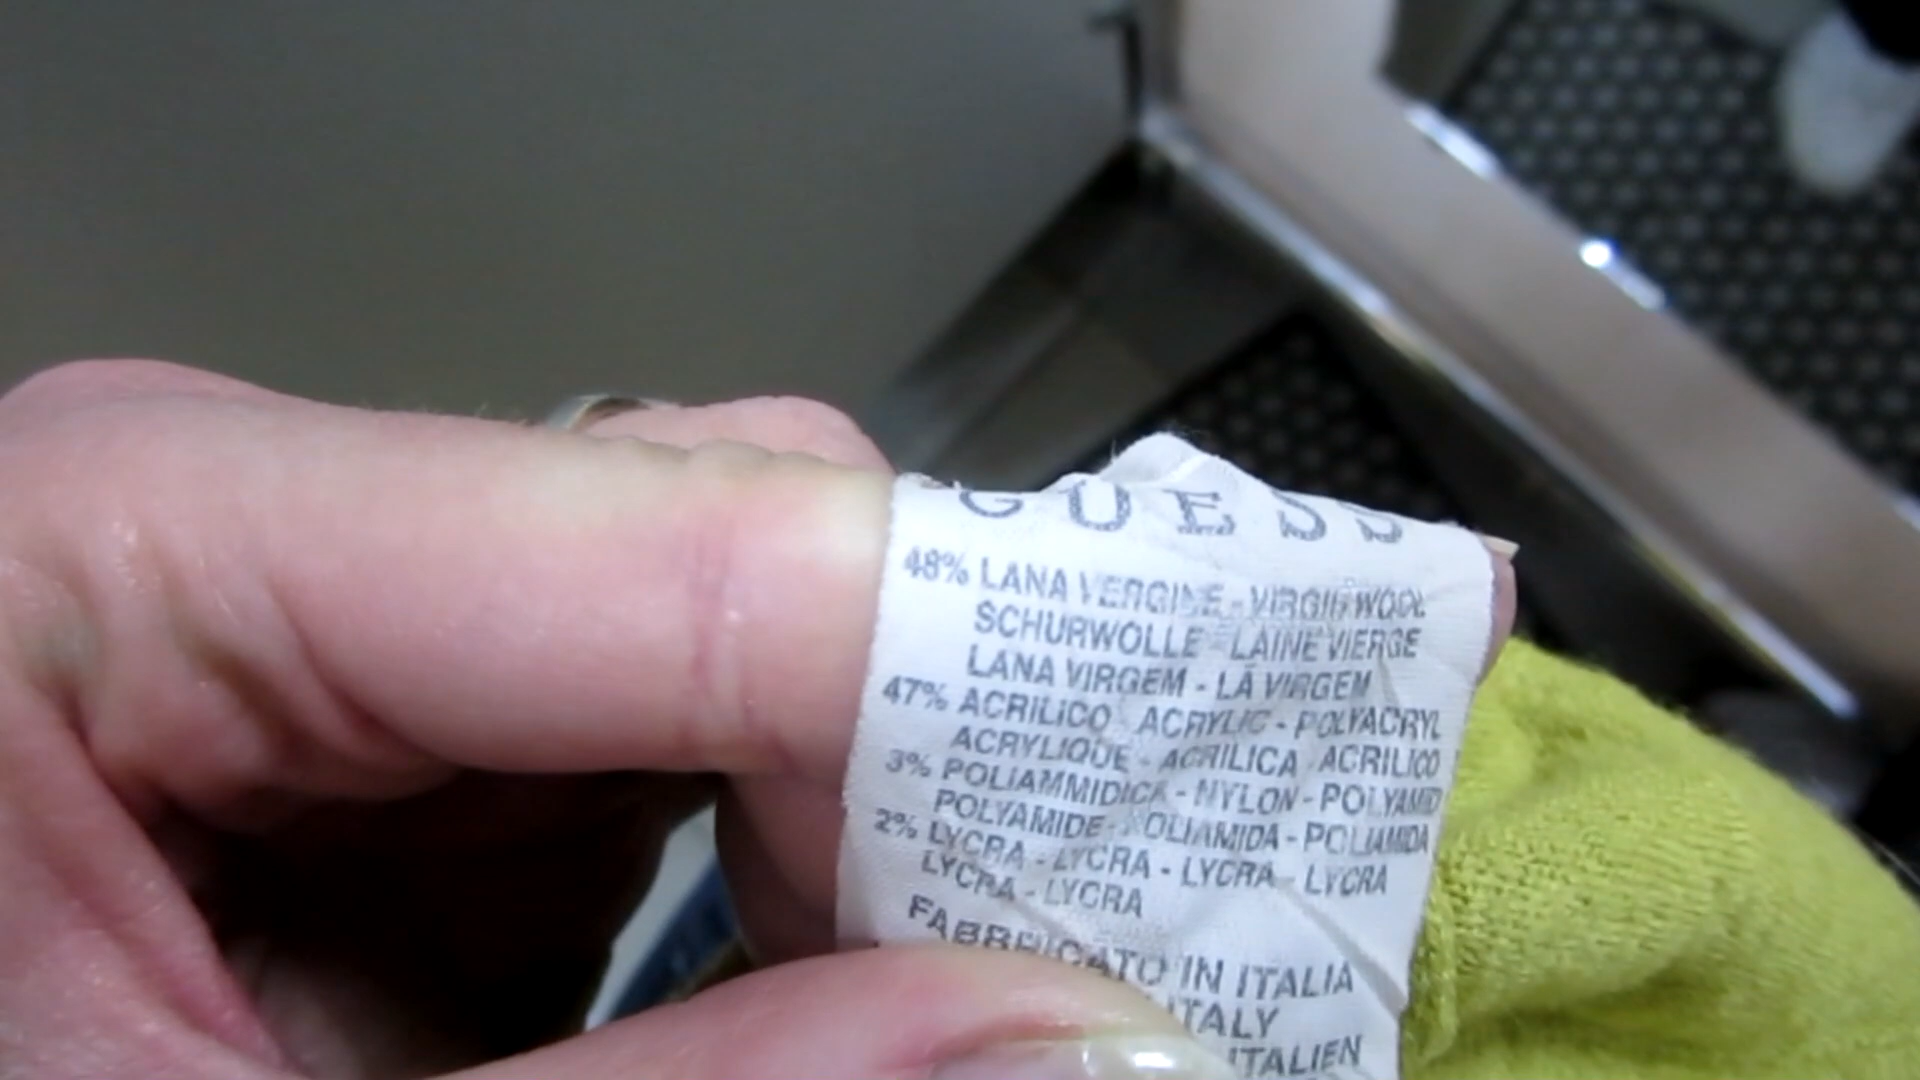 GUESS
48% LANA VERGINE - VIRGIN WOOL
SCHURWOLLE - LAINE VIERGE
LANA VIRGEM - LÃ VIRGEM
47% ACRILICO ACRYLIC - POLYACRYL
ACRYLIQUE - ACRILICA ACRILICO
3% POLIAMMIDICA - NYLON - POLYAMID
POLYAMIDE - POLIAMIDA - POLIAMIDA
2% LYCRA - LYCRA - LYCRA - LYCRA
LYCRA - LYCRA
FABBRICATO IN ITALIA
ITALY
ITALIEN